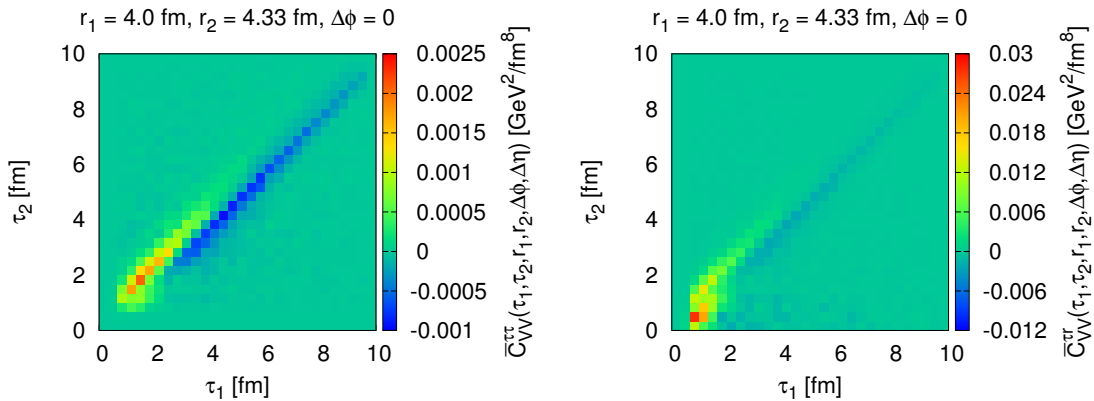 r₁ = 4.0 fm, r₂ = 4.33 fm, Δϕ = 0
10
8
6
4
2
0
τ₂ [fm]
0 2 4 6 8 10
τ₁ [fm]
0.0025
0.002
0.0015
0.001
0.0005
0
-0.0005
-0.001
C̅ᵛᵛ^ττ(τ₁,τ₂,r₁,r₂,Δϕ,Δη) [GeV²/fm⁸]
r₁ = 4.0 fm, r₂ = 4.33 fm, Δϕ = 0
10
8
6
4
2
0
τ₂ [fm]
0 2 4 6 8 10
τ₁ [fm]
0.03
0.024
0.018
0.012
0.006
0
-0.006
-0.012
C̅ᵛᵛ^τr(τ₁,τ₂,r₁,r₂,Δϕ,Δη) [GeV²/fm⁸]